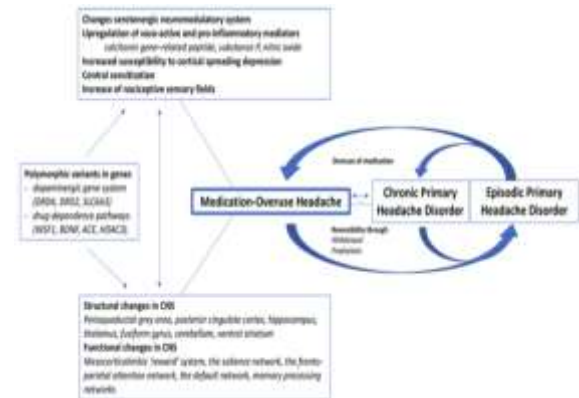 Changes serotonergic neuromodulatory system
Upregulation of vaso-active and pro-inflammatory mediators
calcitonin gene-related peptide, substance P, nitric oxide
Increased susceptibility to cortical spreading depression
Central sensitization
Increase of nociceptive sensory fields
Polymorphic variants in genes
- dopaminergic gene system
(DRD4, DRD2, SLC6A3)
- drug dependence pathways
(WSF1, BDNF, ACE, HDAC3)
Overuse of medication
Medication-Overuse Headache
Chronic Primary
Headache Disorder
Episodic Primary
Headache Disorder
Reversibility through
Withdrawal
Prophylaxis
Structural changes in CNS
Periaqueductal grey area, posterior cingulate cortex, hippocampus,
thalamus, fusiform gyrus, cerebellum, ventral striatum
Functional changes in CNS
Mesocorticolimbic 'reward' system, the salience network, the fronto-
parietal attention network, the default network, memory processing
networks